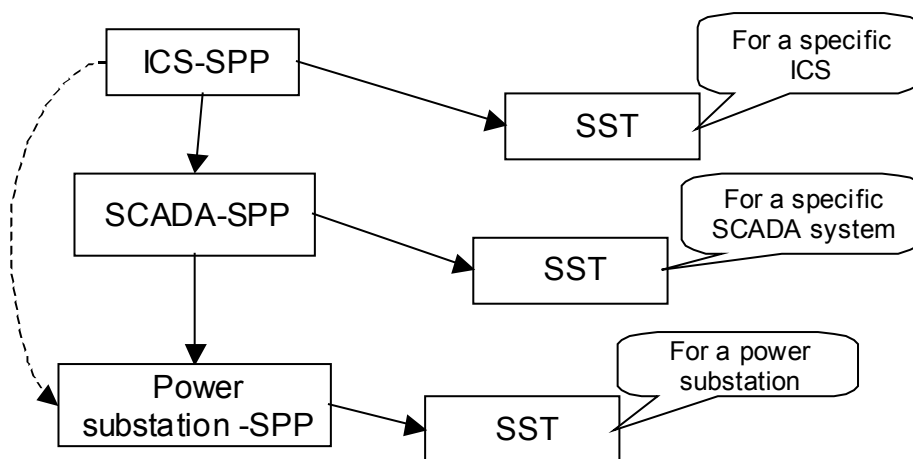 ICS-SPP
For a specific
ICS
SST
SCADA-SPP
For a specific
SCADA system
SST
Power
substation -SPP
For a power
substation
SST